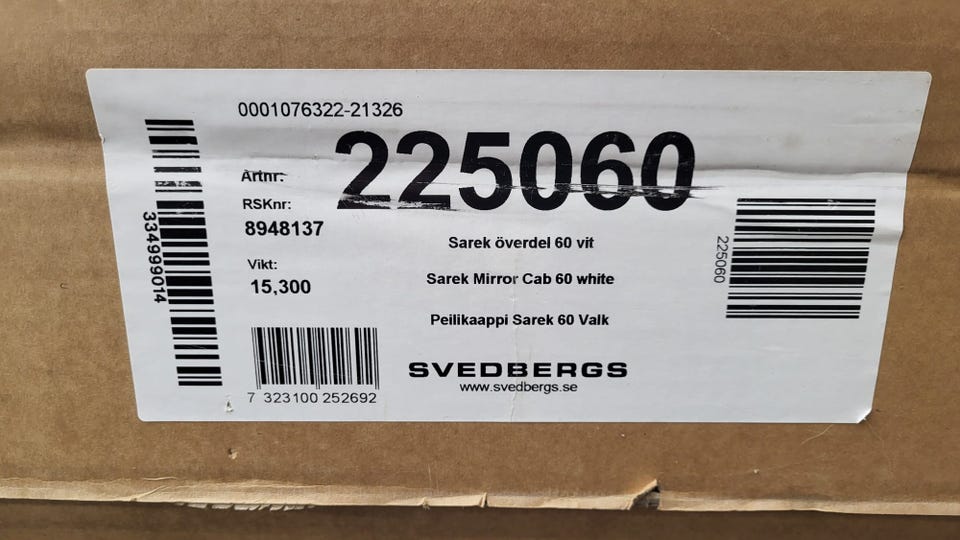 0001076322-21326
Artnr:
225060
RSKnr:
8948137
Sarek överdel 60 vit
Vikt:
15,300
Sarek Mirror Cab 60 white
Peilikaappi Sarek 60 Valk
SVEDBERGS
www.svedbergs.se
7 323100 252692
334999014
225060